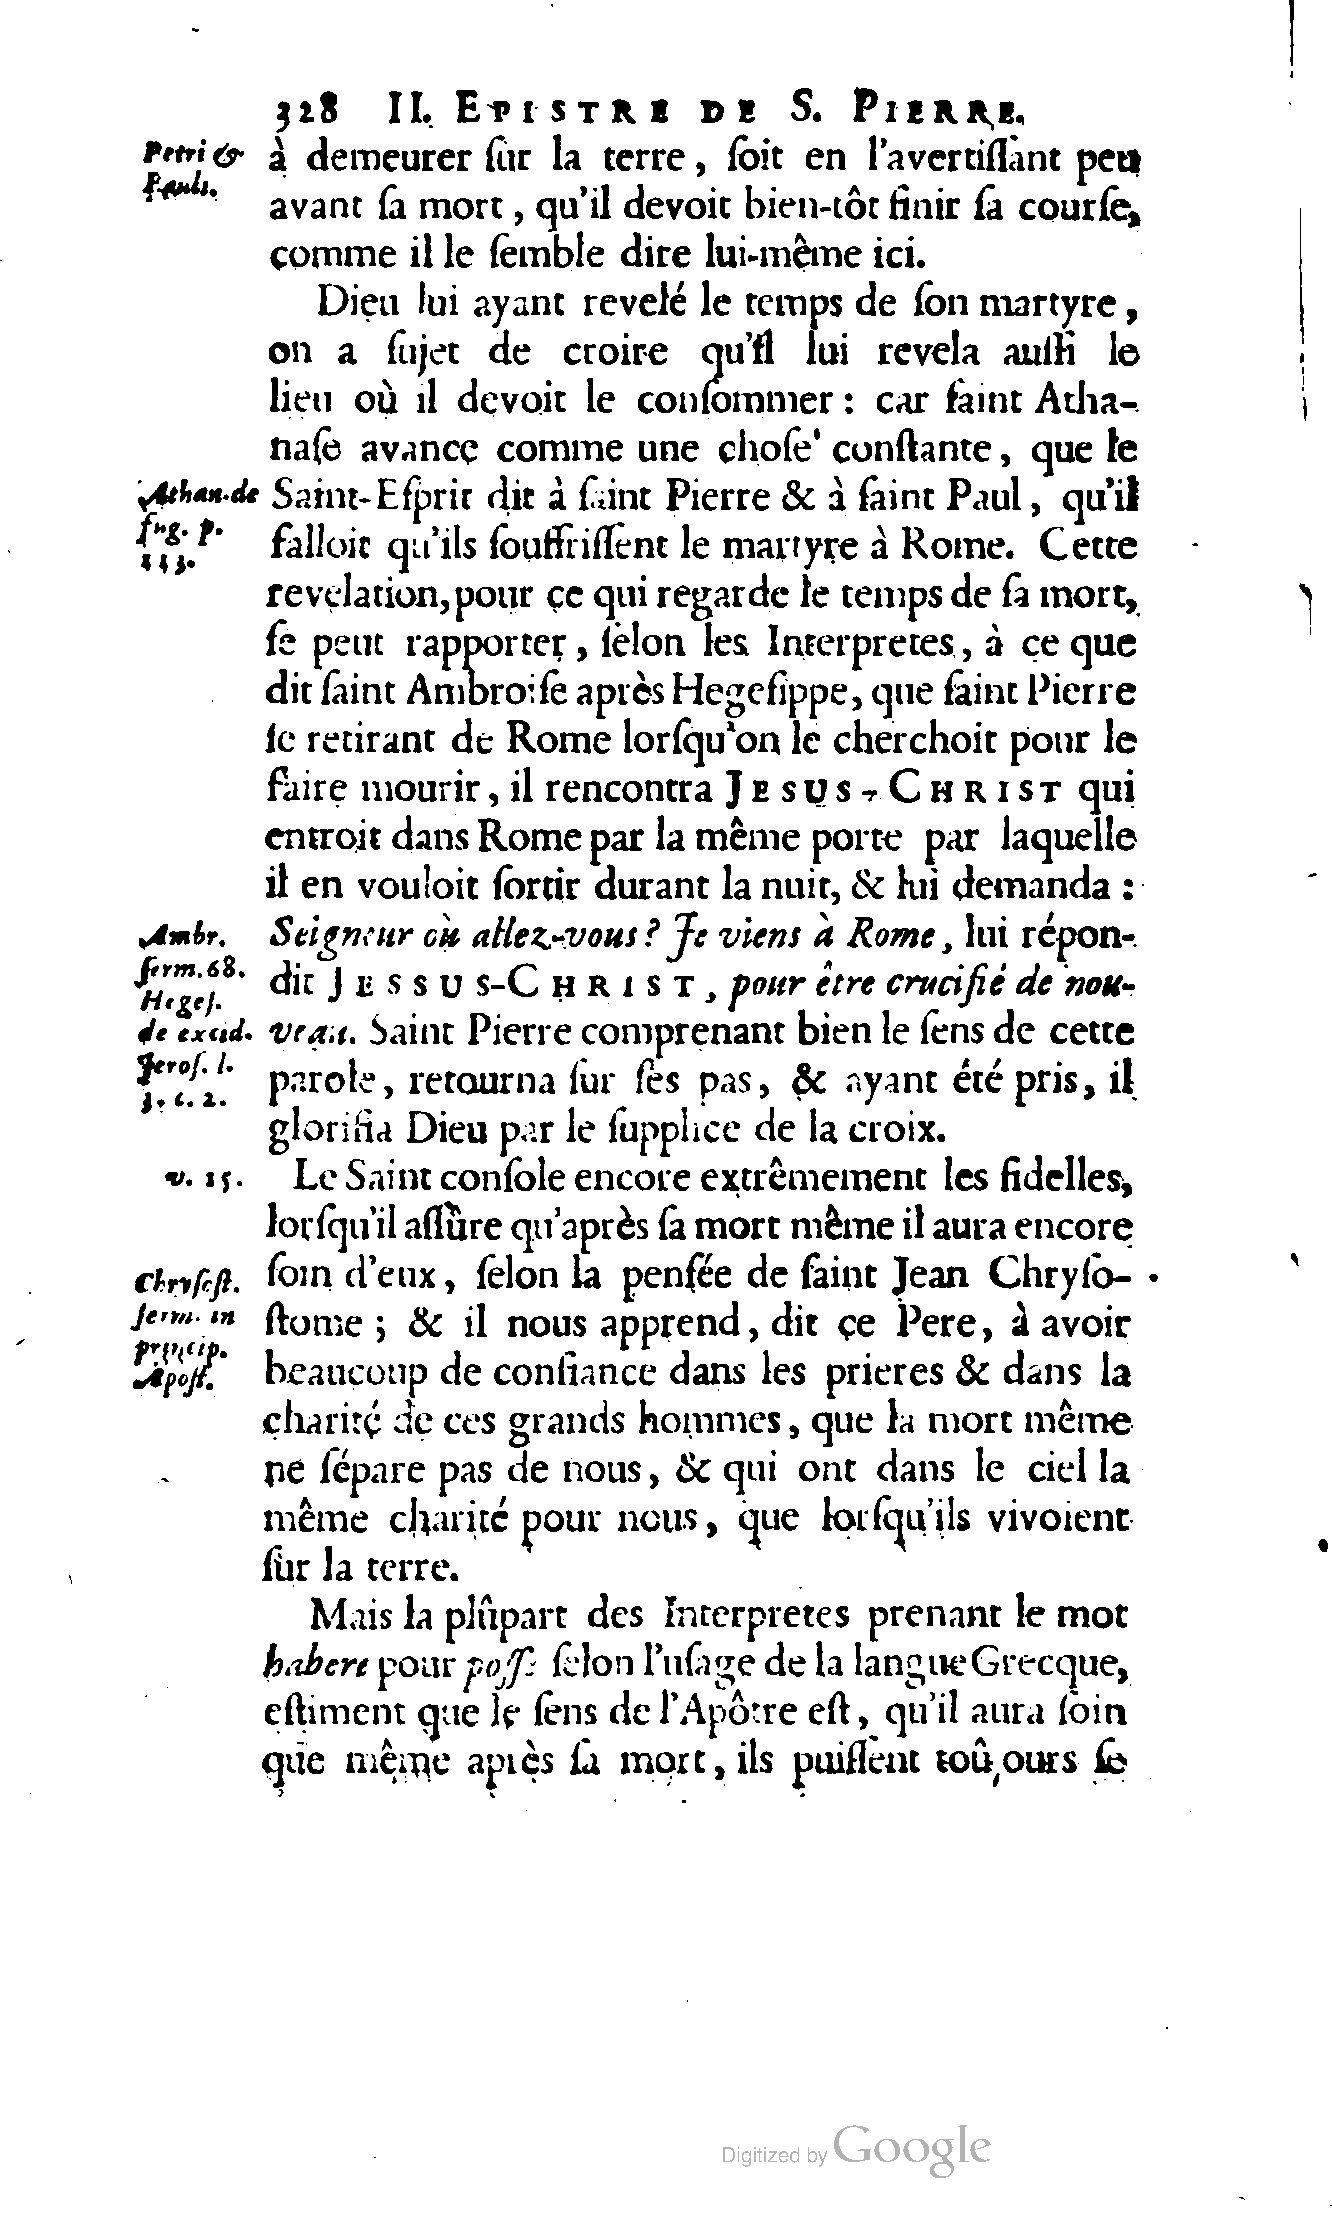 328 II. EPISTRE DE S. PIERRE.
Petri &
Pauli.
à demeurer ſur la terre, ſoit en l'avertiſſant peu
avant ſa mort, qu'il devoit bien-tôt finir ſa courſe,
comme il le ſemble dire lui-même ici.
Dieu lui ayant revelé le temps de ſon martyre,
on a ſujet de croire qu'il lui revela auſſi le
lieu où il devoit le conſommer : car ſaint Atha-
naſe avance comme une choſe conſtante, que le
Athan. de
fug. p.
Saint-Eſprit dit à ſaint Pierre & à ſaint Paul, qu'il
falloit qu'ils ſouffriſſent le martyre à Rome. Cette
revelation, pour ce qui regarde le temps de ſa mort,
ſe peut rapporter, ſelon les Interpretes, à ce que
dit ſaint Ambroiſe après Hegeſippe, que ſaint Pierre
ſe retirant de Rome lorſqu'on le cherchoit pour le
faire mourir, il rencontra JESUS-CHRIST qui
entroit dans Rome par la même porte par laquelle
il en vouloit ſortir durant la nuit, & lui demanda :
Ambr.
ſerm. 68.
Hegeſ.
de excid.
Jeroſ. l.
3. c. 2.
Seigneur où allez-vous ? Je viens à Rome, lui répon-
dit JESSUS-CHRIST, pour être crucifié de nou-
veau. Saint Pierre comprenant bien le ſens de cette
parole, retourna ſur ſes pas, & ayant été pris, il
glorifia Dieu par le ſupplice de la croix.
v. 15.
Le Saint conſole encore extrêmement les fidelles,
lorſqu'il aſſûre qu'après ſa mort même il aura encore
Chryſoſt.
ſerm. in
princip.
Apoſt.
ſoin d'eux, ſelon la penſée de ſaint Jean Chryſo-
ſtome ; & il nous apprend, dit ce Pere, à avoir
beaucoup de confiance dans les prieres & dans la
charité de ces grands hommes, que la mort même
ne ſépare pas de nous, & qui ont dans le ciel la
même charité pour nous, que lorſqu'ils vivoient
ſur la terre.
Mais la plûpart des Interpretes prenant le mot
habere pour poſſe ſelon l'uſage de la langue Grecque,
eſtiment que le ſens de l'Apôtre eſt, qu'il aura ſoin
que même après ſa mort, ils puiſſent toûjours ſe
Digitized by Google